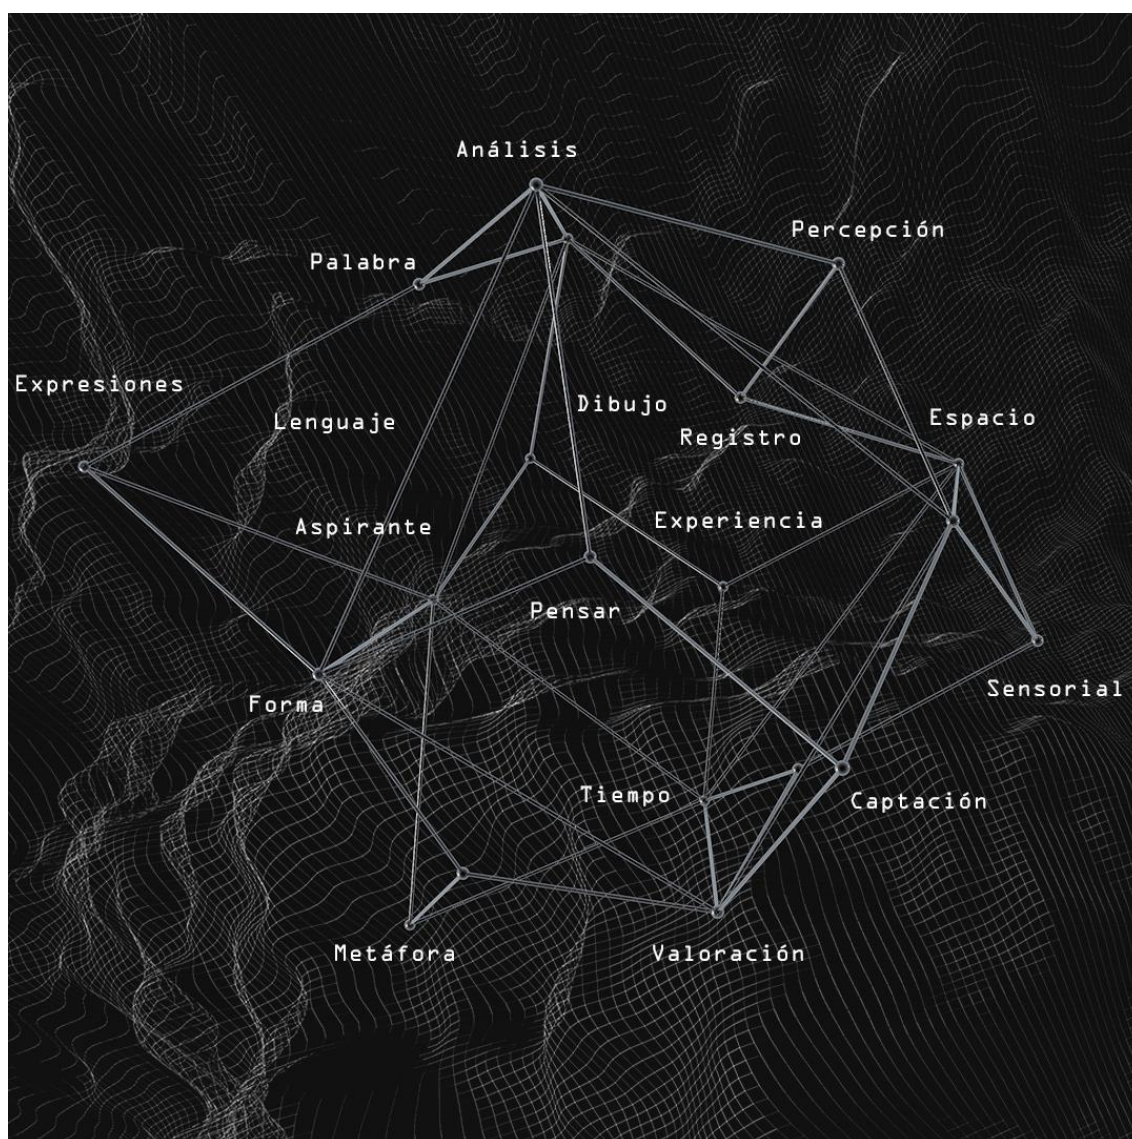 Análisis
Percepción
Palabra
Expresiones
Dibujo
Lenguaje
Espacio
Registro
Aspirante
Experiencia
Pensar
Sensorial
Forma
Tiempo
Captación
Metáfora
Valoración